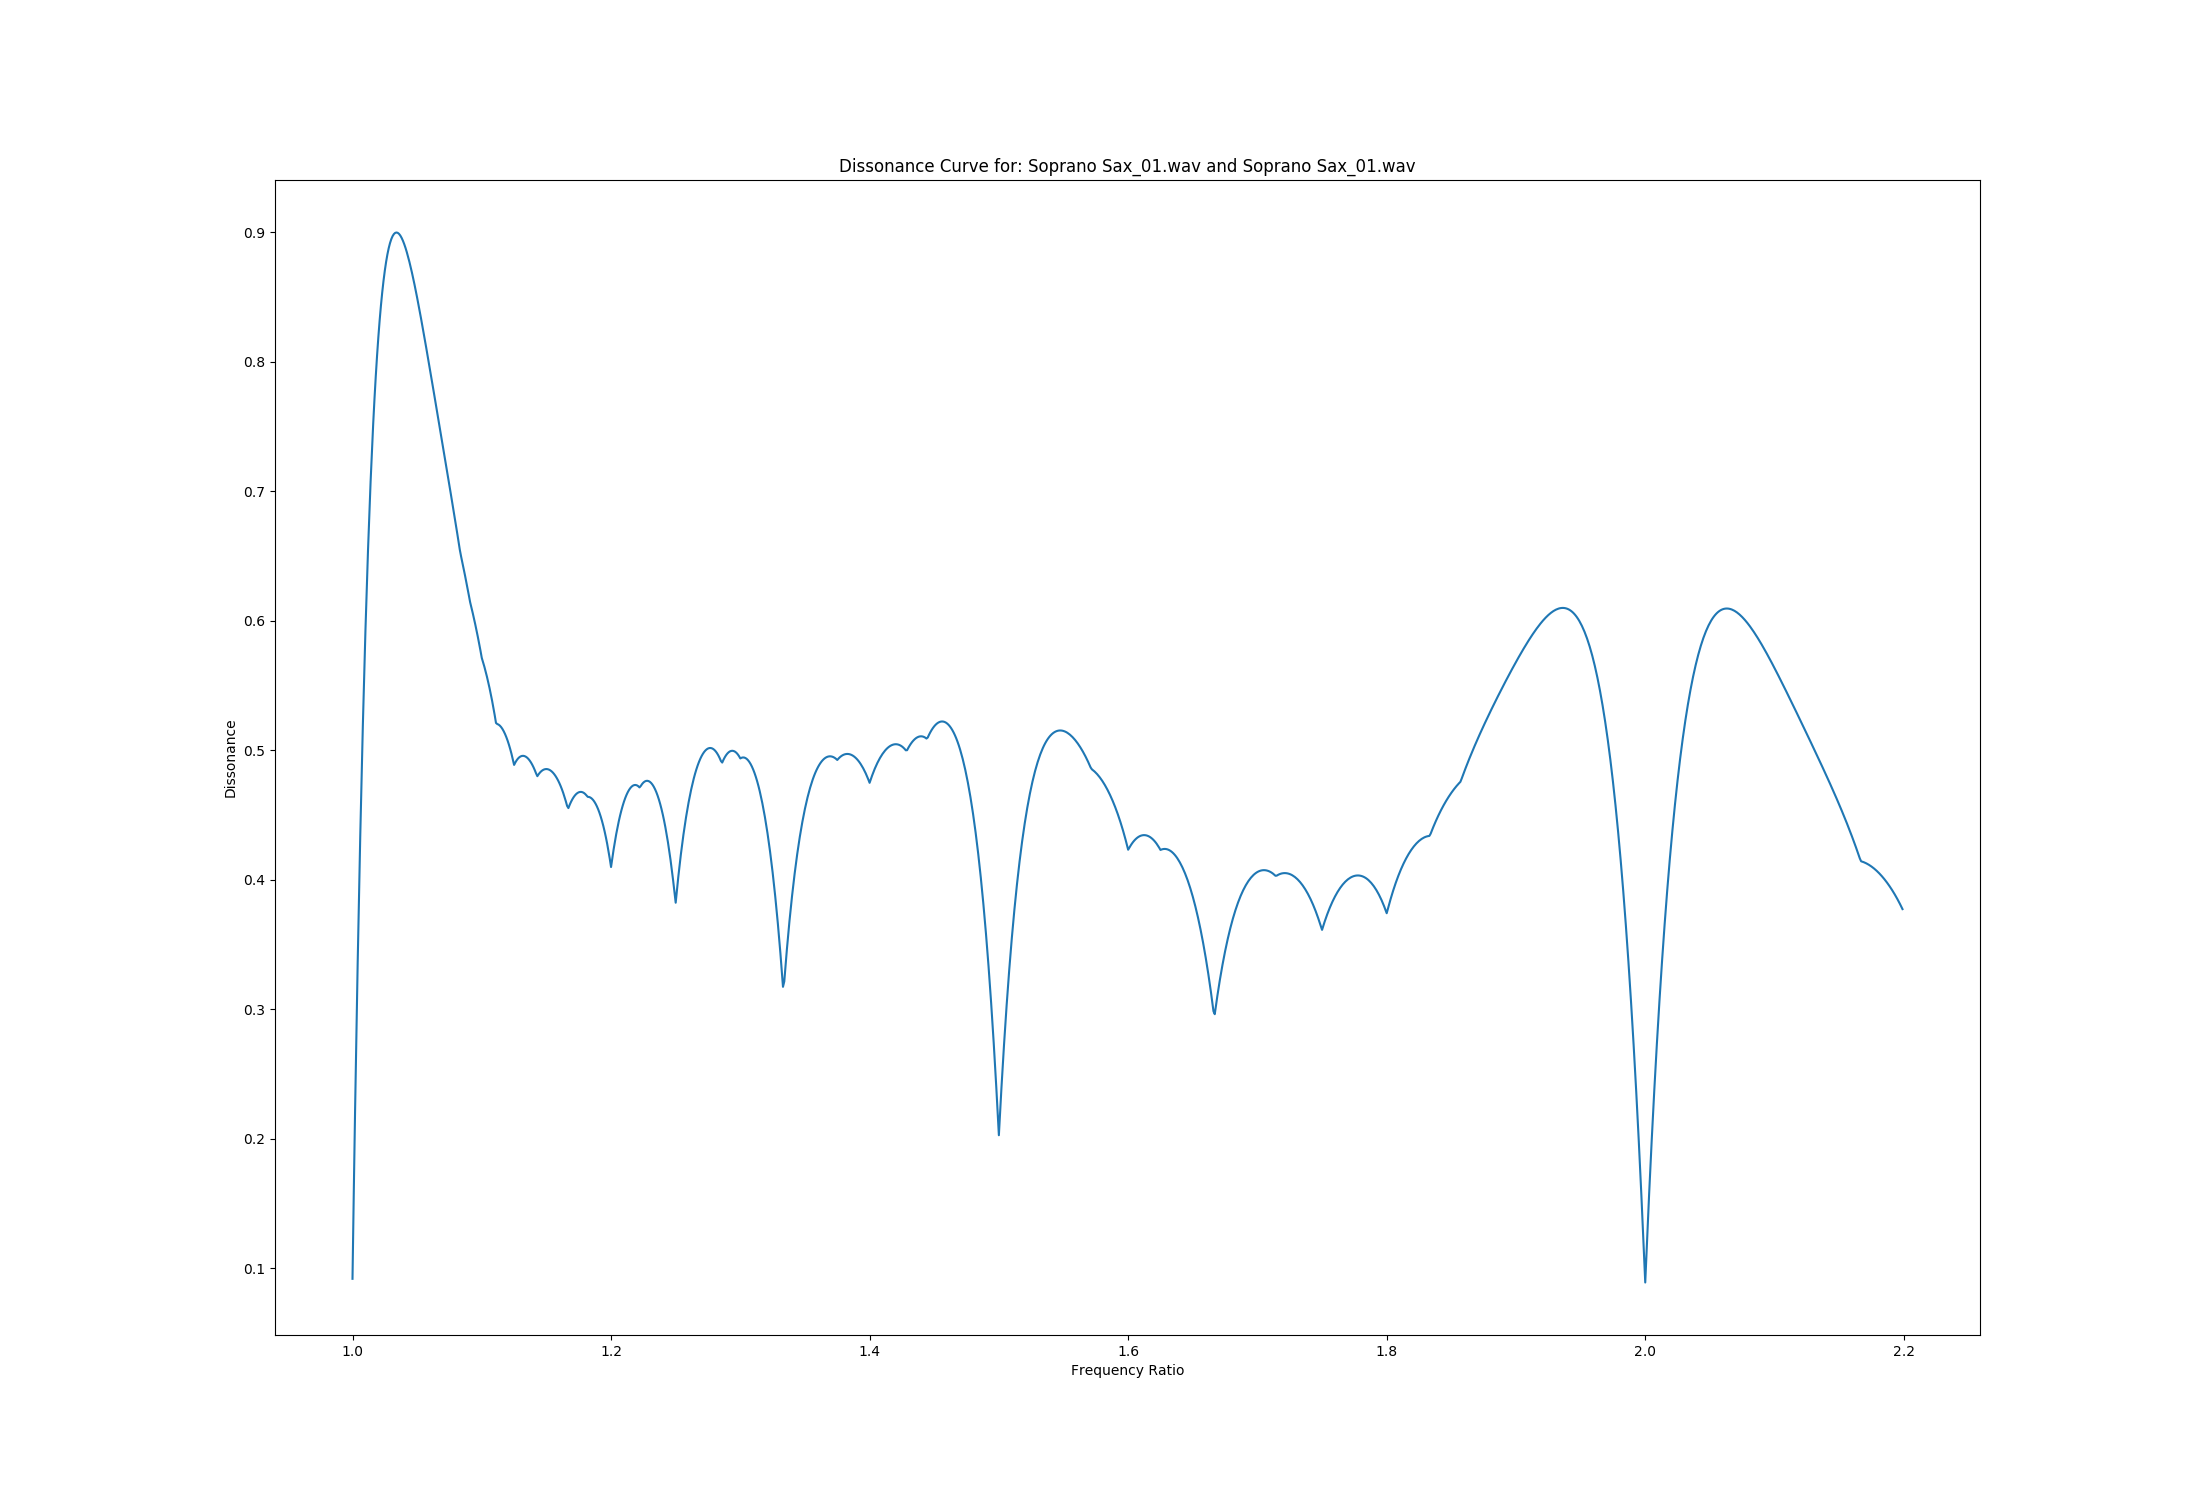 Dissonance Curve for: Soprano Sax_01.wav and Soprano Sax_01.wav
0.9
0.8
0.7
0.6
0.5
0.4
0.3
0.2
0.1
Dissonance
1.0 1.2 1.4 1.6 1.8 2.0 2.2
Frequency Ratio